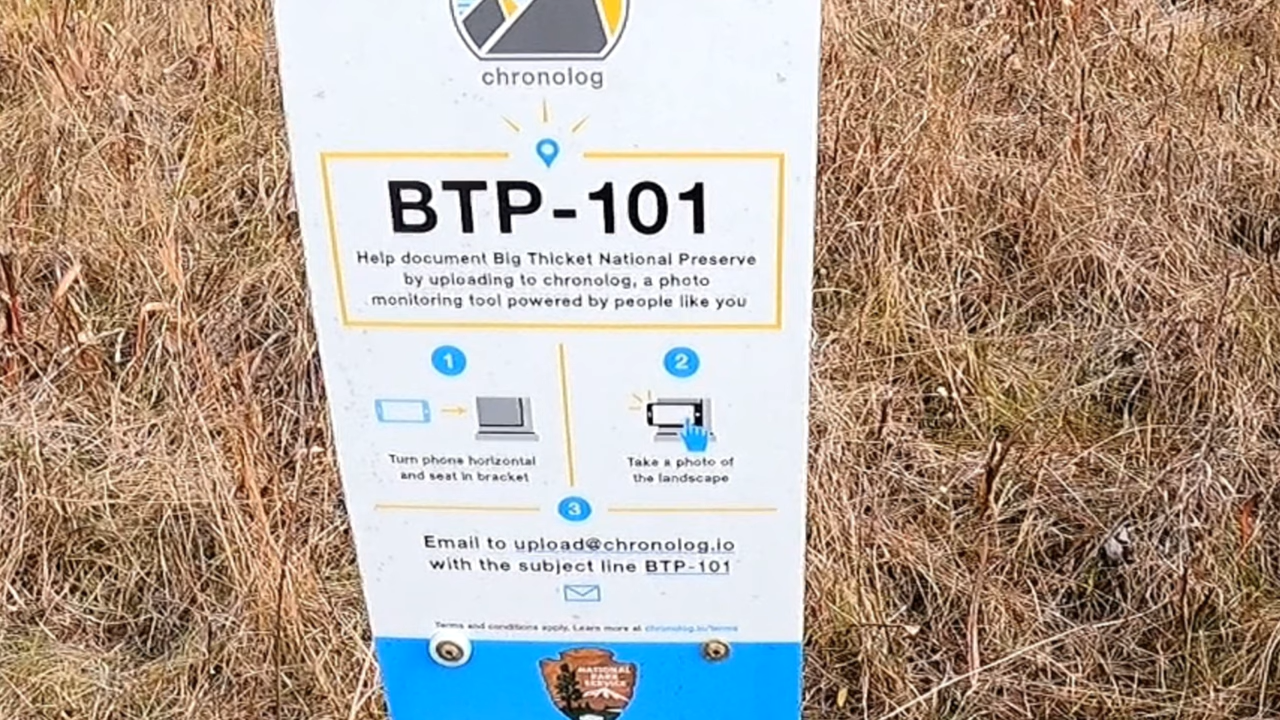 chronolog
BTP-101
Help document Big Thicket National Preserve
by uploading to chronolog, a photo
monitoring tool powered by people like you
1
2
Turn phone horizontal
and seat in bracket
Take a photo of
the landscape
3
Email to upload@chronolog.io
with the subject line BTP-101
Terms and conditions apply. Learn more at chronolog.io/terms
NATIONAL
PARK
SERVICE